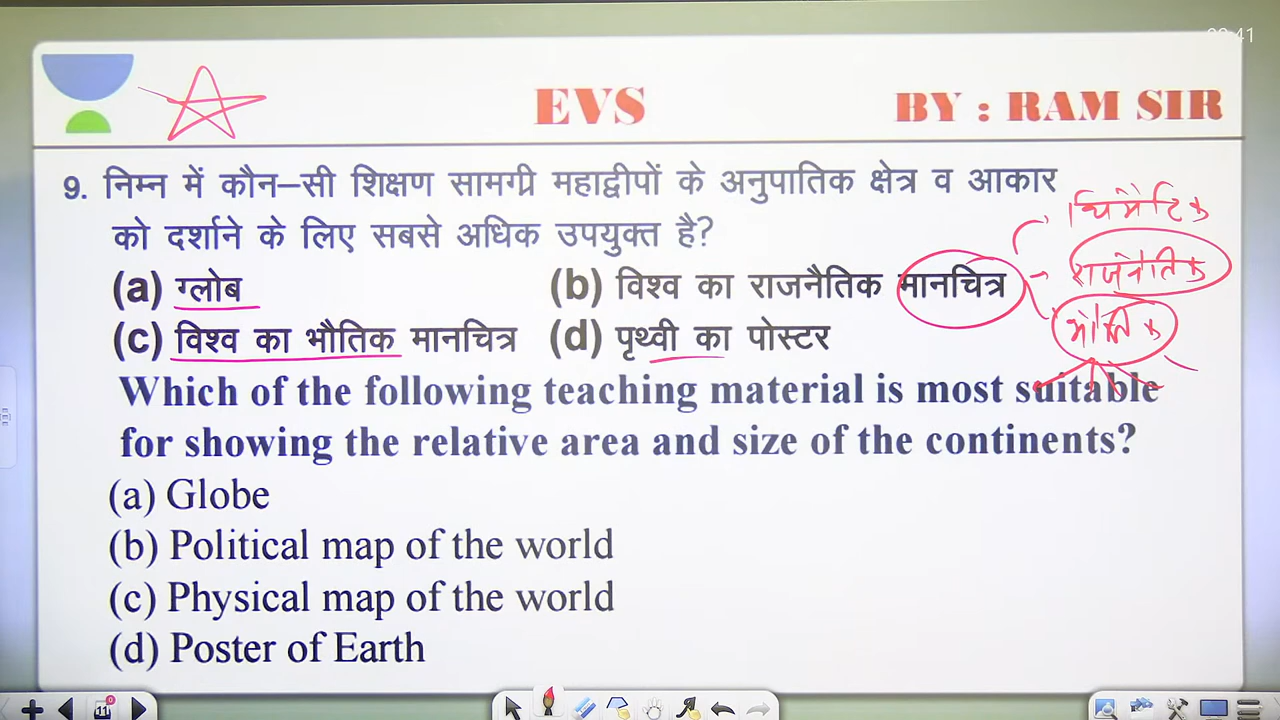 EVS BY : RAM SIR
9. निम्न में कौन–सी शिक्षण सामग्री महाद्वीपों के अनुपातिक क्षेत्र व आकार
को दर्शाने के लिए सबसे अधिक उपयुक्त है?
(a) ग्लोब (b) विश्व का राजनैतिक मानचित्र
(c) विश्व का भौतिक मानचित्र (d) पृथ्वी का पोस्टर
थिमैटिक
राजनैतिक
भौतिक
Which of the following teaching material is most suitable
for showing the relative area and size of the continents?
(a) Globe
(b) Political map of the world
(c) Physical map of the world
(d) Poster of Earth